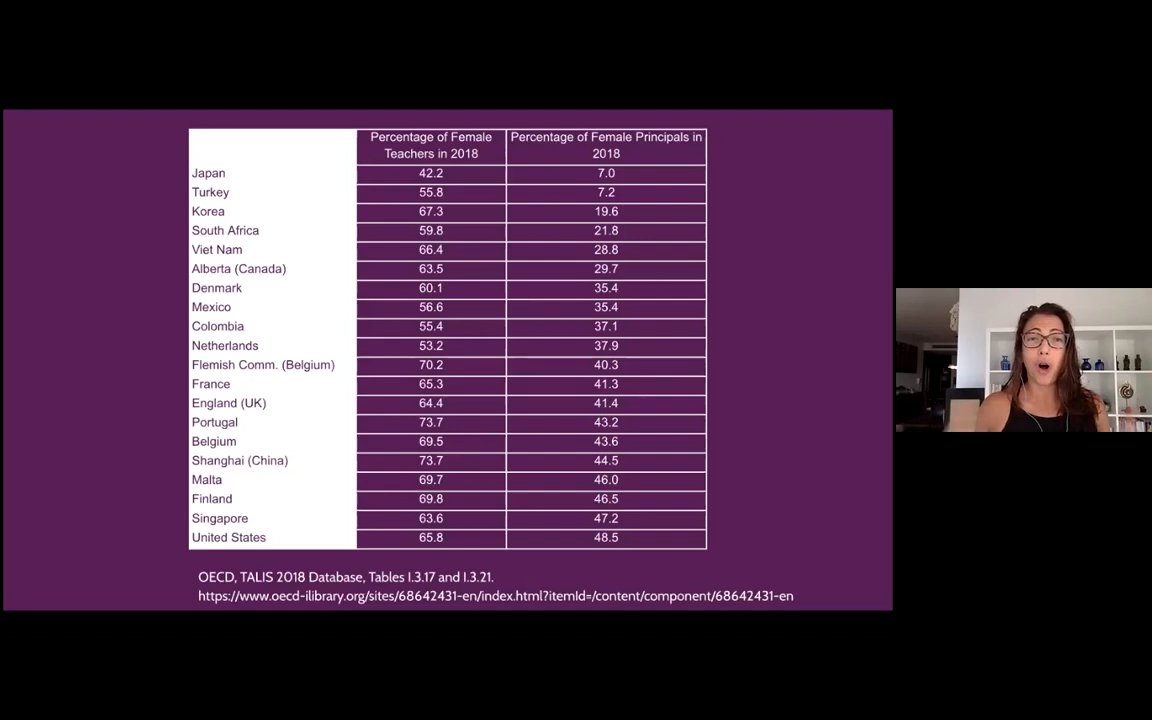 Percentage of Female Teachers in 2018 Percentage of Female Principals in 2018
Japan 42.2 7.0
Turkey 55.8 7.2
Korea 67.3 19.6
South Africa 59.8 21.8
Viet Nam 66.4 28.8
Alberta (Canada) 63.5 29.7
Denmark 60.1 35.4
Mexico 56.6 35.4
Colombia 55.4 37.1
Netherlands 53.2 37.9
Flemish Comm. (Belgium) 70.2 40.3
France 65.3 41.3
England (UK) 64.4 41.4
Portugal 73.7 43.2
Belgium 69.5 43.6
Shanghai (China) 73.7 44.5
Malta 69.7 46.0
Finland 69.8 46.5
Singapore 63.6 47.2
United States 65.8 48.5
OECD, TALIS 2018 Database, Tables I.3.17 and I.3.21.
https://www.oecd-ilibrary.org/sites/68642431-en/index.html?itemId=/content/component/68642431-en